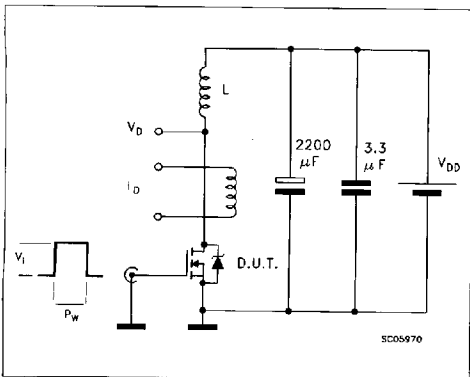 L
V_D
2200 μF
3.3 μF
V_DD
i_D
D.U.T.
V_i
P_W
SC05970